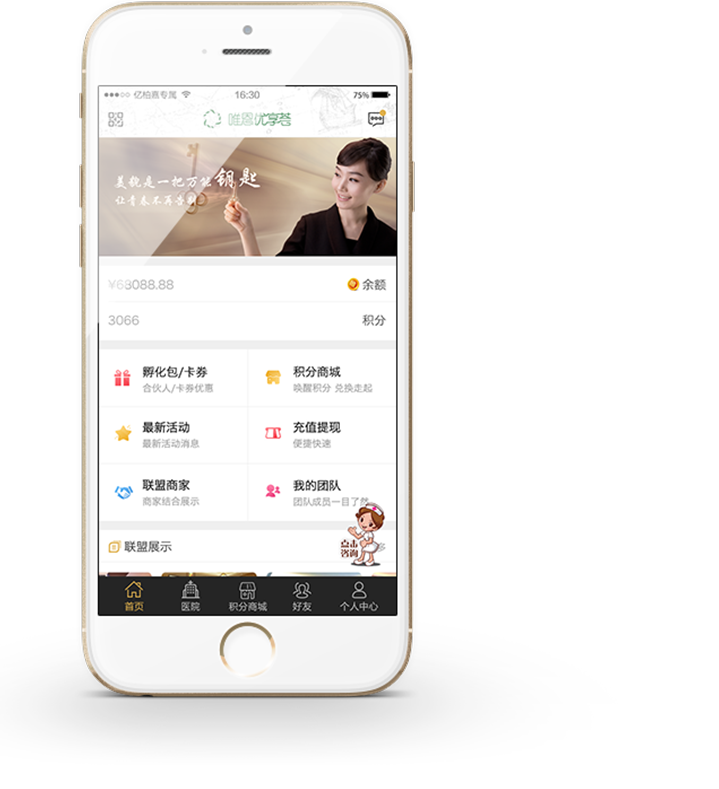 亿柏嘉专属 16:30 75%
唯恩优享荟
美貌是一把万能钥匙
让青春不再告别
¥68088.88 余额
3066 积分
孵化包/卡券 积分商城
合伙人/卡券优惠 唤醒积分 兑换走起
最新活动 充值提现
最新活动消息 便捷快速
联盟商家 我的团队
商家结合展示 团队成员一目了然
点击
咨询
联盟展示
首页 医院 积分商城 好友 个人中心